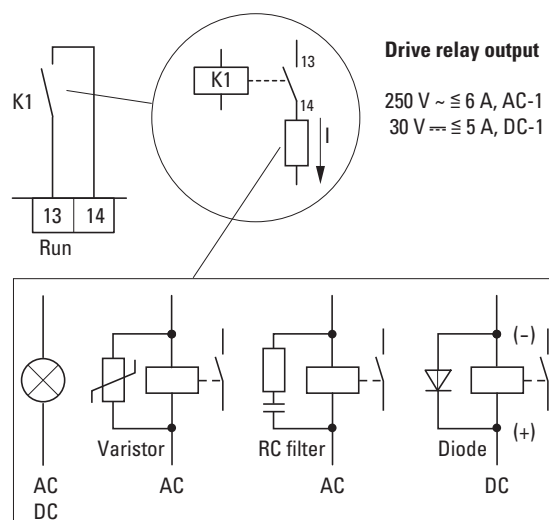 Drive relay output
250 V ~ ≦ 6 A, AC-1
30 V ⎓ ≦ 5 A, DC-1
K1
K1
13
14
I
13 14
Run
Varistor
RC filter
Diode
(–)
(+)
AC
DC
AC
AC
DC